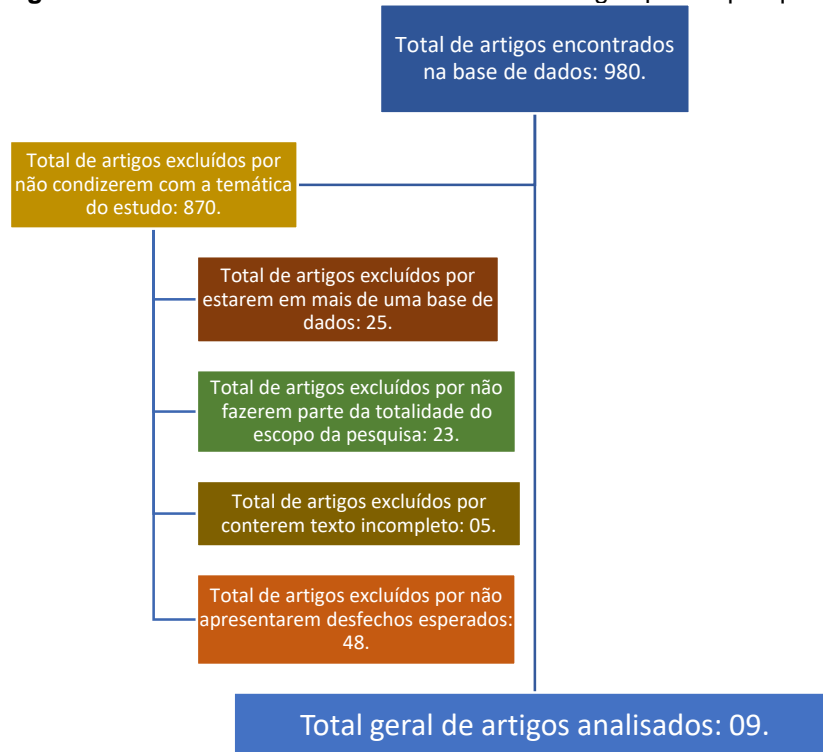 Total de artigos encontrados
na base de dados: 980.
Total de artigos excluídos por
não condizerem com a temática
do estudo: 870.
Total de artigos excluídos por
estarem em mais de uma base de
dados: 25.
Total de artigos excluídos por não
fazerem parte da totalidade do
escopo da pesquisa: 23.
Total de artigos excluídos por
conterem texto incompleto: 05.
Total de artigos excluídos por não
apresentarem desfechos esperados:
48.
Total geral de artigos analisados: 09.